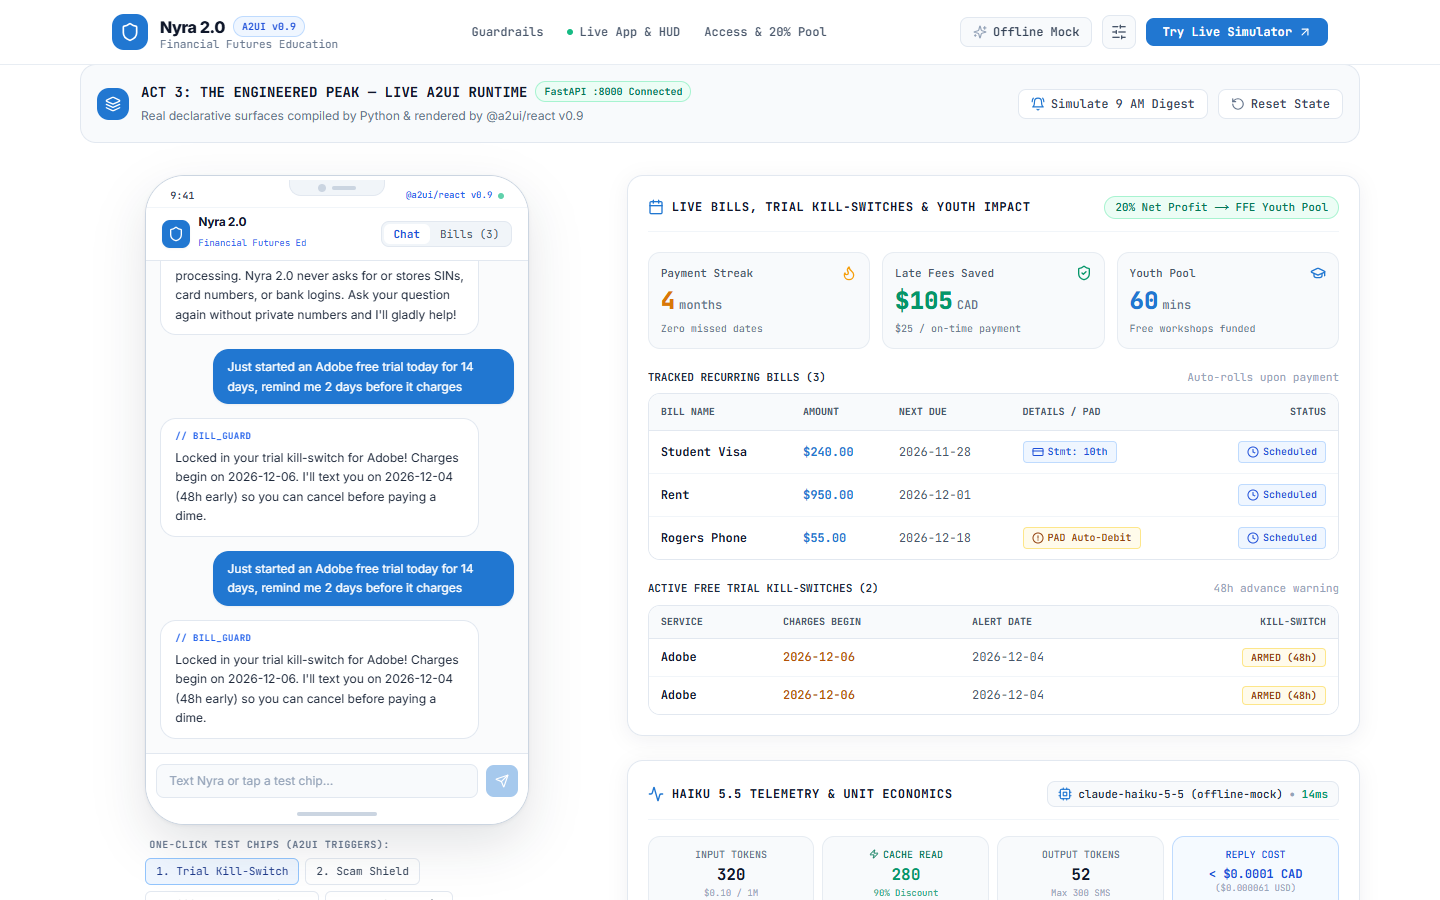 Nyra 2.0 A2UI v0.9
Financial Futures Education
Guardrails
Live App & HUD
Access & 20% Pool
Offline Mock
Try Live Simulator
ACT 3: THE ENGINEERED PEAK — LIVE A2UI RUNTIME
FastAPI :8000 Connected
Real declarative surfaces compiled by Python & rendered by @a2ui/react v0.9
Simulate 9 AM Digest
Reset State
9:41
@a2ui/react v0.9
Nyra 2.0
Financial Futures Ed
Chat
Bills (3)
processing. Nyra 2.0 never asks for or stores SINs,
card numbers, or bank logins. Ask your question
again without private numbers and I'll gladly help!
Just started an Adobe free trial today for 14
days, remind me 2 days before it charges
// BILL_GUARD
Locked in your trial kill-switch for Adobe! Charges
begin on 2026-12-06. I'll text you on 2026-12-04
(48h early) so you can cancel before paying a
dime.
Just started an Adobe free trial today for 14
days, remind me 2 days before it charges
// BILL_GUARD
Locked in your trial kill-switch for Adobe! Charges
begin on 2026-12-06. I'll text you on 2026-12-04
(48h early) so you can cancel before paying a
dime.
Text Nyra or tap a test chip...
ONE-CLICK TEST CHIPS (A2UI TRIGGERS):
1. Trial Kill-Switch
2. Scam Shield
LIVE BILLS, TRIAL KILL-SWITCHES & YOUTH IMPACT
20% Net Profit → FFE Youth Pool
Payment Streak
4 months
Zero missed dates
Late Fees Saved
$105 CAD
$25 / on-time payment
Youth Pool
60 mins
Free workshops funded
TRACKED RECURRING BILLS (3)
Auto-rolls upon payment
BILL NAME AMOUNT NEXT DUE DETAILS / PAD STATUS
Student Visa $240.00 2026-11-28 Stmt: 10th Scheduled
Rent $950.00 2026-12-01 Scheduled
Rogers Phone $55.00 2026-12-18 PAD Auto-Debit Scheduled
ACTIVE FREE TRIAL KILL-SWITCHES (2)
48h advance warning
SERVICE CHARGES BEGIN ALERT DATE KILL-SWITCH
Adobe 2026-12-06 2026-12-04 ARMED (48h)
Adobe 2026-12-06 2026-12-04 ARMED (48h)
HAIKU 5.5 TELEMETRY & UNIT ECONOMICS
claude-haiku-5-5 (offline-mock) • 14ms
INPUT TOKENS
320
$0.10 / 1M
CACHE READ
280
90% Discount
OUTPUT TOKENS
52
Max 300 SMS
REPLY COST
< $0.0001 CAD
($0.000061 USD)